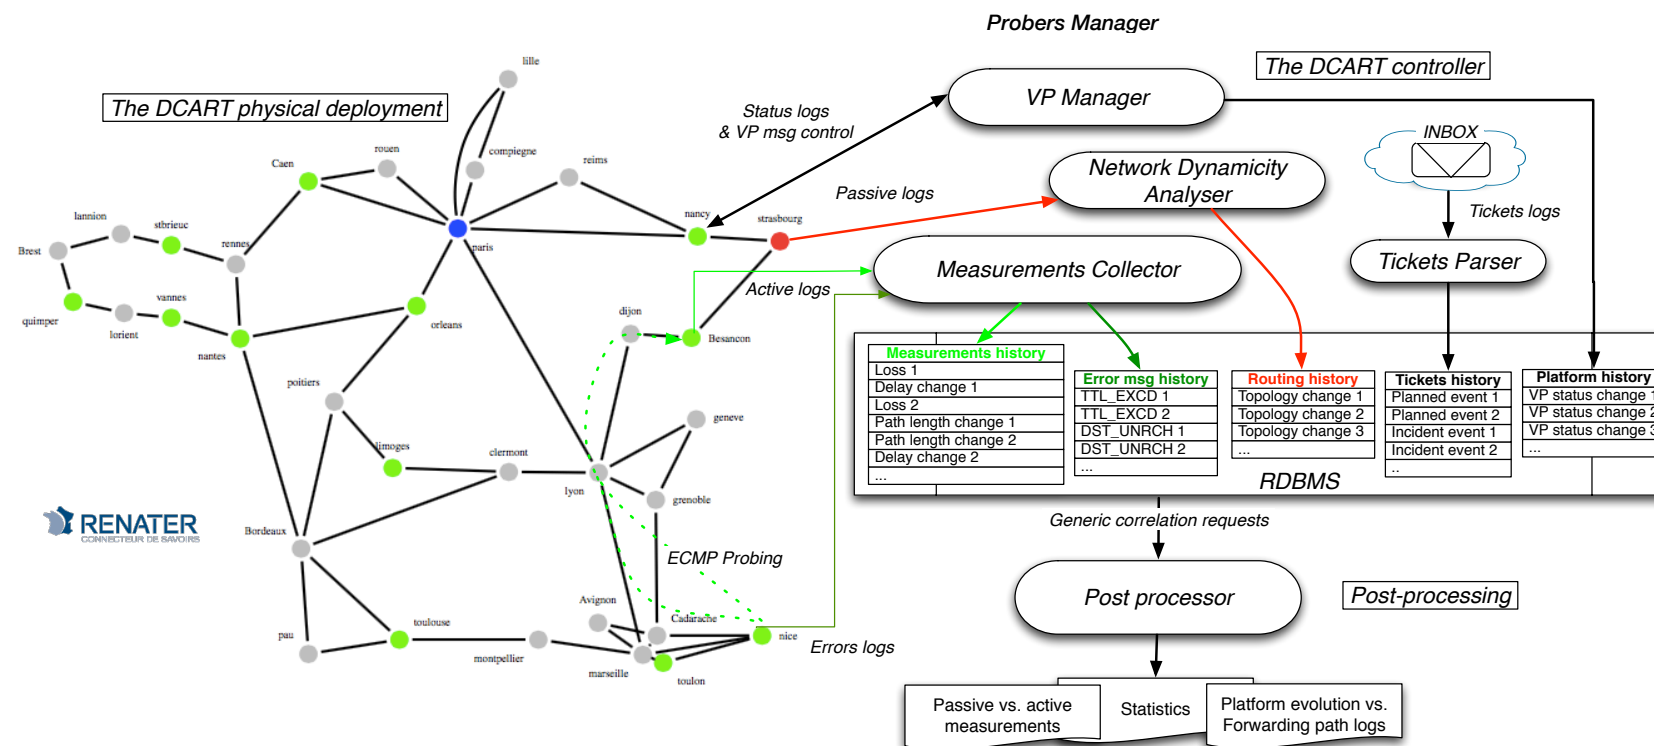 Probers Manager
The DCART physical deployment
The DCART controller
lille
Status logs
& VP msg control
VP Manager
INBOX
rouen
compiegne
reims
Caen
Network Dynamicity
Analyser
Passive logs
Tickets logs
lannion
stbrieuc
rennes
paris
nancy
strasbourg
Brest
Measurements Collector
Tickets Parser
Active logs
quimper
lorient
vannes
nantes
orleans
dijon
Besancon
poitiers
geneve
limoges
clermont
lyon
grenoble
Measurements history
Loss 1
Delay change 1
Loss 2
Path length change 1
Path length change 2
Delay change 2
...
Error msg history
TTL_EXCD 1
TTL_EXCD 2
DST_UNRCH 1
DST_UNRCH 2
...
Routing history
Topology change 1
Topology change 2
Topology change 3
...
Tickets history
Planned event 1
Planned event 2
Incident event 1
Incident event 2
..
Platform history
VP status change 1
VP status change 2
VP status change 3
...
RDBMS
RENATER
CONNECTEUR DE SAVOIRS
Bordeaux
Generic correlation requests
ECMP Probing
Post processor
Post-processing
Avignon
Cadarache
nice
pau
toulouse
montpellier
marseille
toulon
Errors logs
Passive vs. active
measurements
Statistics
Platform evolution vs.
Forwarding path logs